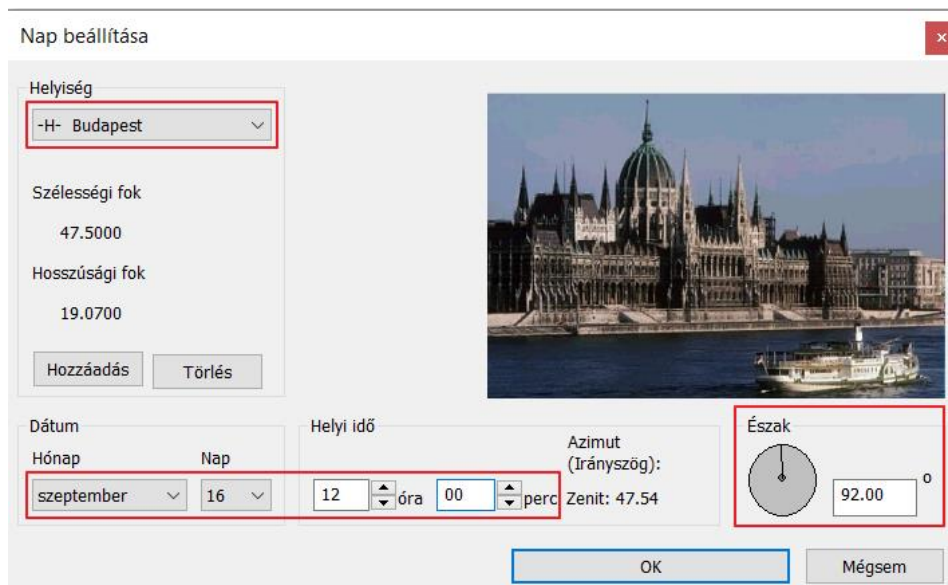 Nap beállítása
Helyiség
-H- Budapest
Szélességi fok
47.5000
Hosszúsági fok
19.0700
Hozzáadás Törlés
Dátum
Hónap Nap
szeptember 16
Helyi idő
12 óra 00 perc
Azimut
(Irányszög):
Zenit: 47.54
Észak
92.00 °
OK Mégsem